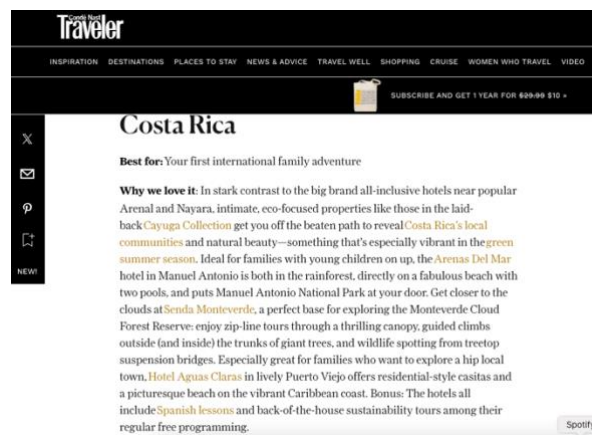 Condé Nast
Traveler
INSPIRATION DESTINATIONS PLACES TO STAY NEWS & ADVICE TRAVEL WELL SHOPPING CRUISE WOMEN WHO TRAVEL VIDEO
SUBSCRIBE AND GET 1 YEAR FOR $29.99 $10 »
Costa Rica
Best for: Your first international family adventure
Why we love it: In stark contrast to the big brand all-inclusive hotels near popular
Arenal and Nayara, intimate, eco-focused properties like those in the laid-
back Cayuga Collection get you off the beaten path to reveal Costa Rica's local
communities and natural beauty—something that's especially vibrant in the green
summer season. Ideal for families with young children on up, the Arenas Del Mar
hotel in Manuel Antonio is both in the rainforest, directly on a fabulous beach with
two pools, and puts Manuel Antonio National Park at your door. Get closer to the
clouds at Senda Monteverde, a perfect base for exploring the Monteverde Cloud
Forest Reserve: enjoy zip-line tours through a thrilling canopy, guided climbs
outside (and inside) the trunks of giant trees, and wildlife spotting from treetop
suspension bridges. Especially great for families who want to explore a hip local
town, Hotel Aguas Claras in lively Puerto Viejo offers residential-style casitas and
a picturesque beach on the vibrant Caribbean coast. Bonus: The hotels all
include Spanish lessons and back-of-the-house sustainability tours among their
regular free programming.
NEW!
Spotify